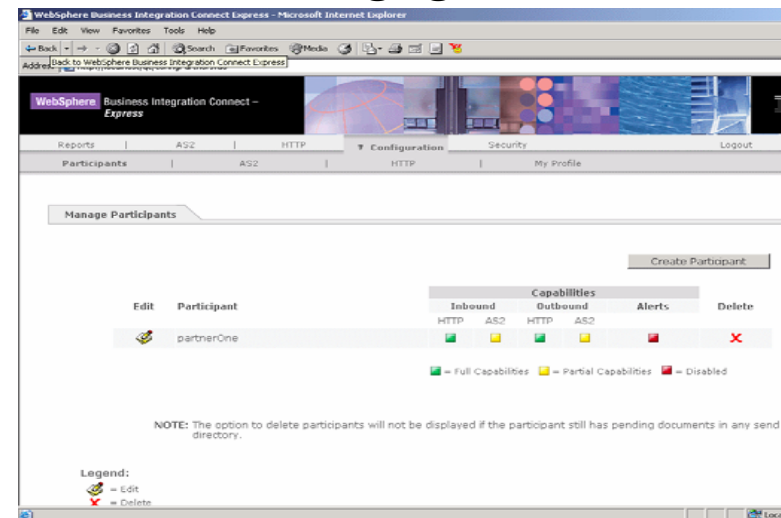 WebSphere Business Integration Connect Express - Microsoft Internet Explorer
File Edit View Favorites Tools Help
Back Search Favorites Media
Back to WebSphere Business Integration Connect Express
WebSphere Business Integration Connect –
Express
Reports | AS2 | HTTP ▼ Configuration Security Logout
Participants | AS2 | HTTP | My Profile
Manage Participants
Create Participant
Capabilities
Edit Participant Inbound Outbound Alerts Delete
HTTP AS2 HTTP AS2
partnerOne
= Full Capabilities = Partial Capabilities = Disabled
NOTE: The option to delete participants will not be displayed if the participant still has pending documents in any send
directory.
Legend:
= Edit
= Delete